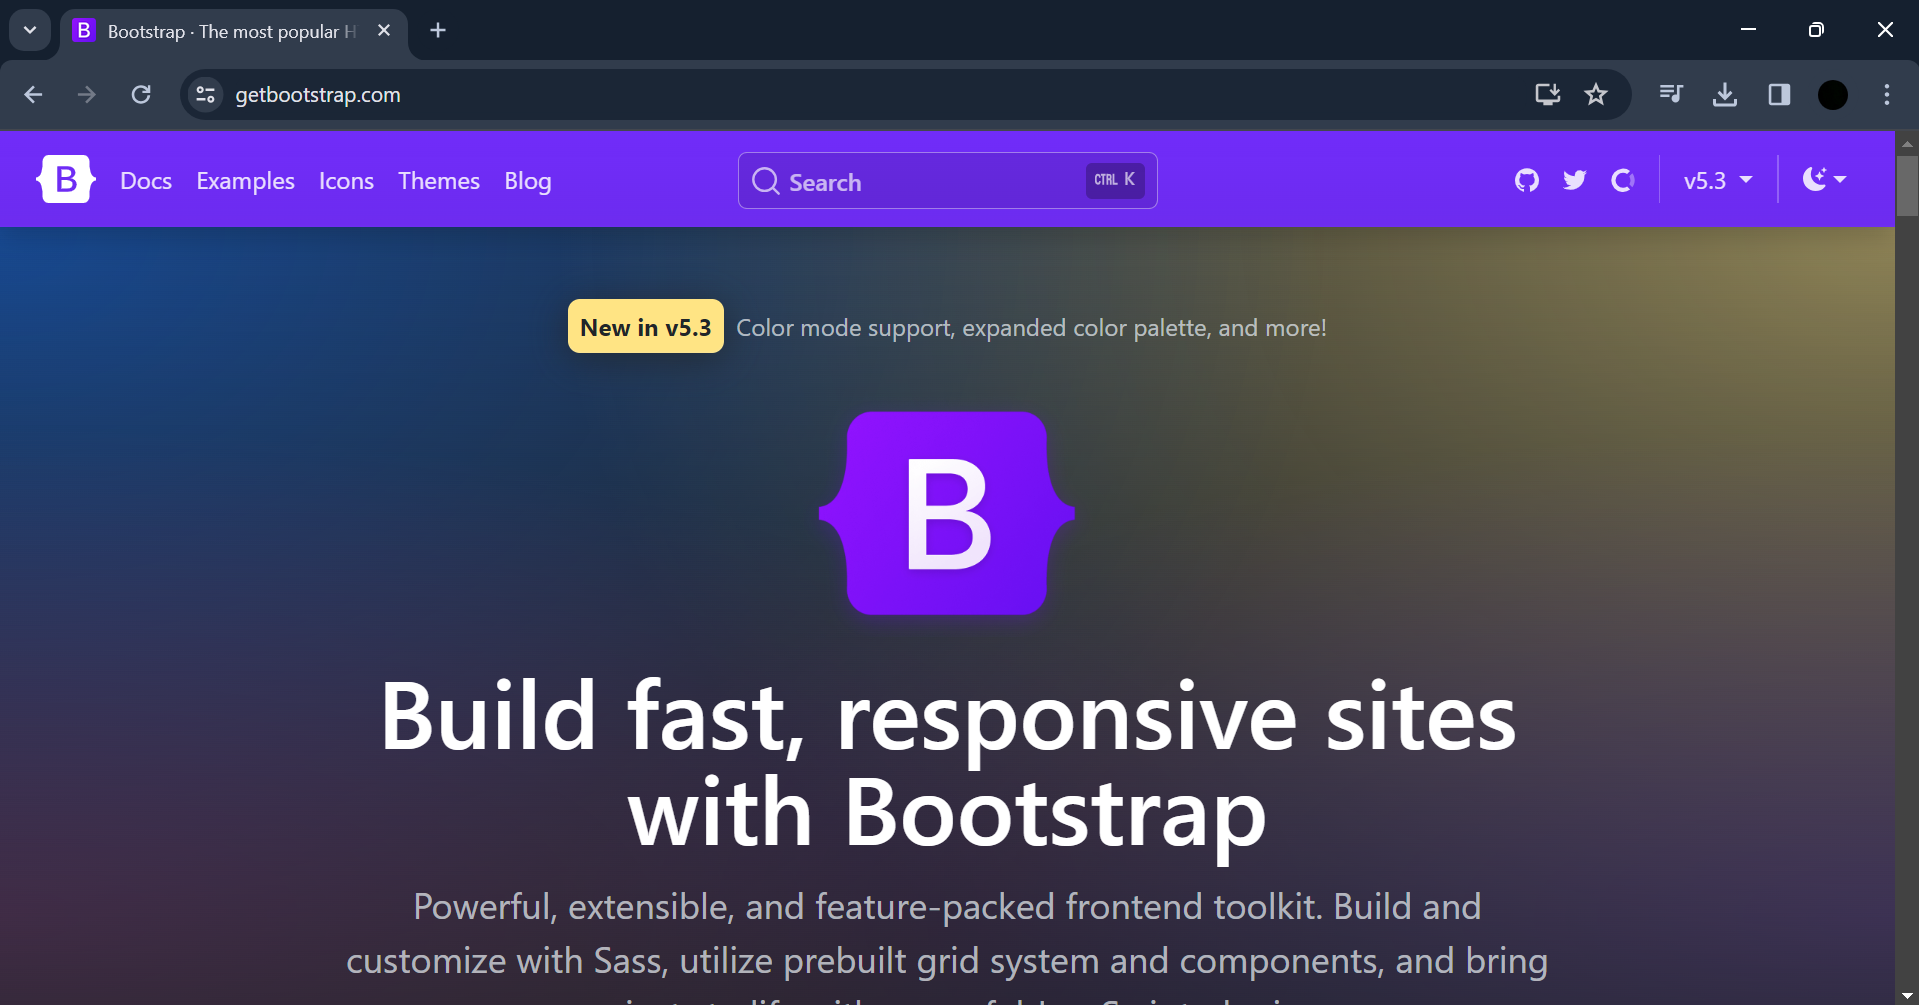 Bootstrap · The most popular H
getbootstrap.com
B Docs Examples Icons Themes Blog Search CTRL K v5.3
New in v5.3 Color mode support, expanded color palette, and more!
B
Build fast, responsive sites
with Bootstrap
Powerful, extensible, and feature-packed frontend toolkit. Build and
customize with Sass, utilize prebuilt grid system and components, and bring